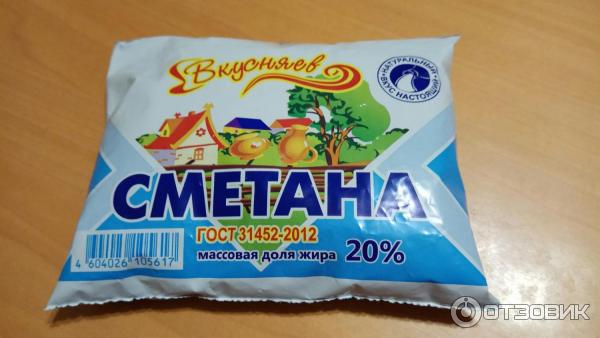 Вкусняев
НАТУРАЛЬНЫЙ
ВКУС НАСТОЯЩИЙ
СМЕТАНА
ГОСТ 31452-2012
массовая доля жира 20%
4 604026 105617
ОТЗОВИК